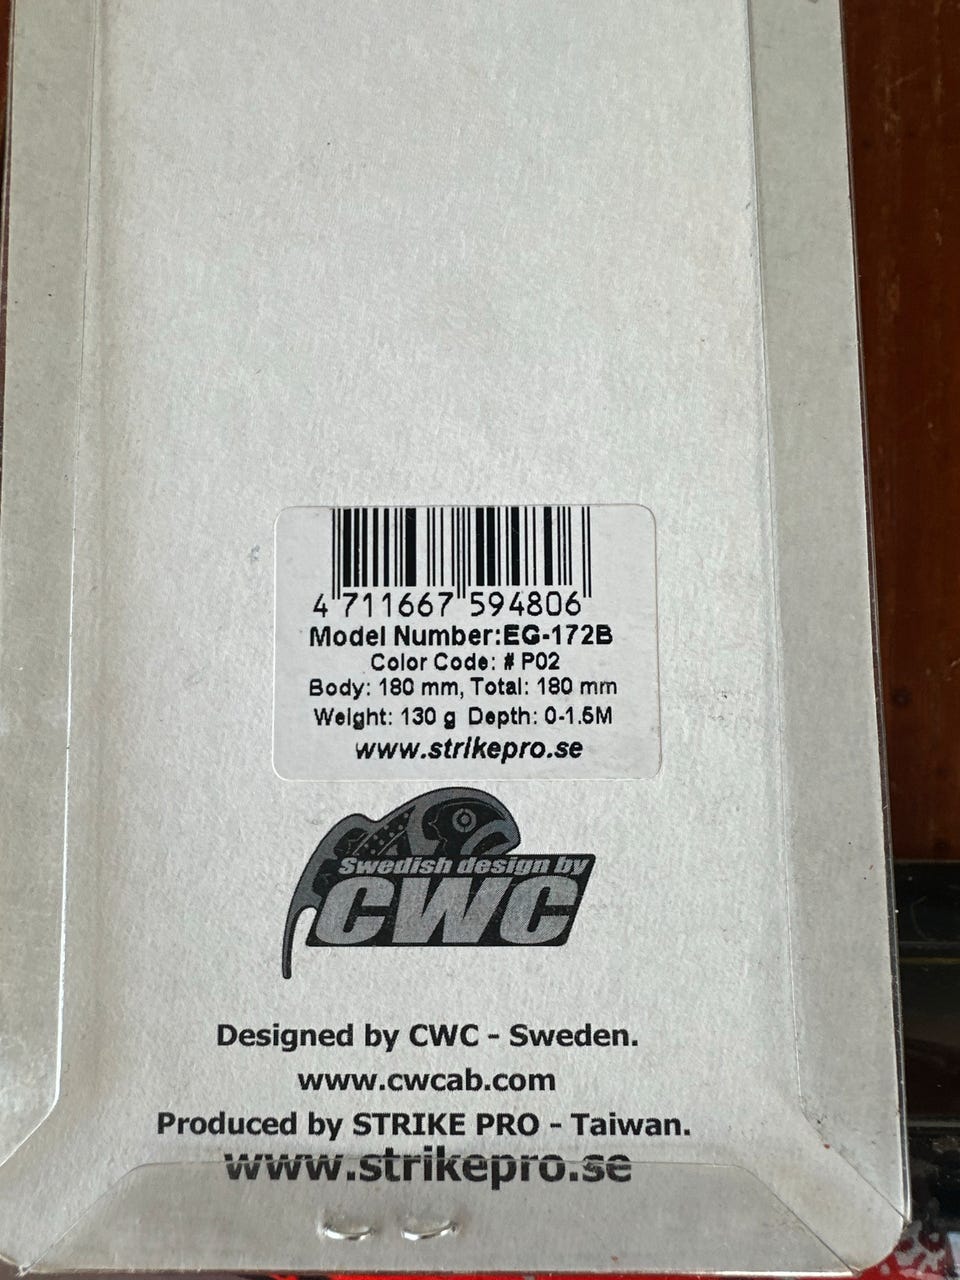 4 711667 594806
Model Number:EG-172B
Color Code: # P02
Body: 180 mm, Total: 180 mm
Weight: 130 g Depth: 0-1.5M
www.strikepro.se
Swedish design by
CWC
Designed by CWC - Sweden.
www.cwcab.com
Produced by STRIKE PRO - Taiwan.
www.strikepro.se